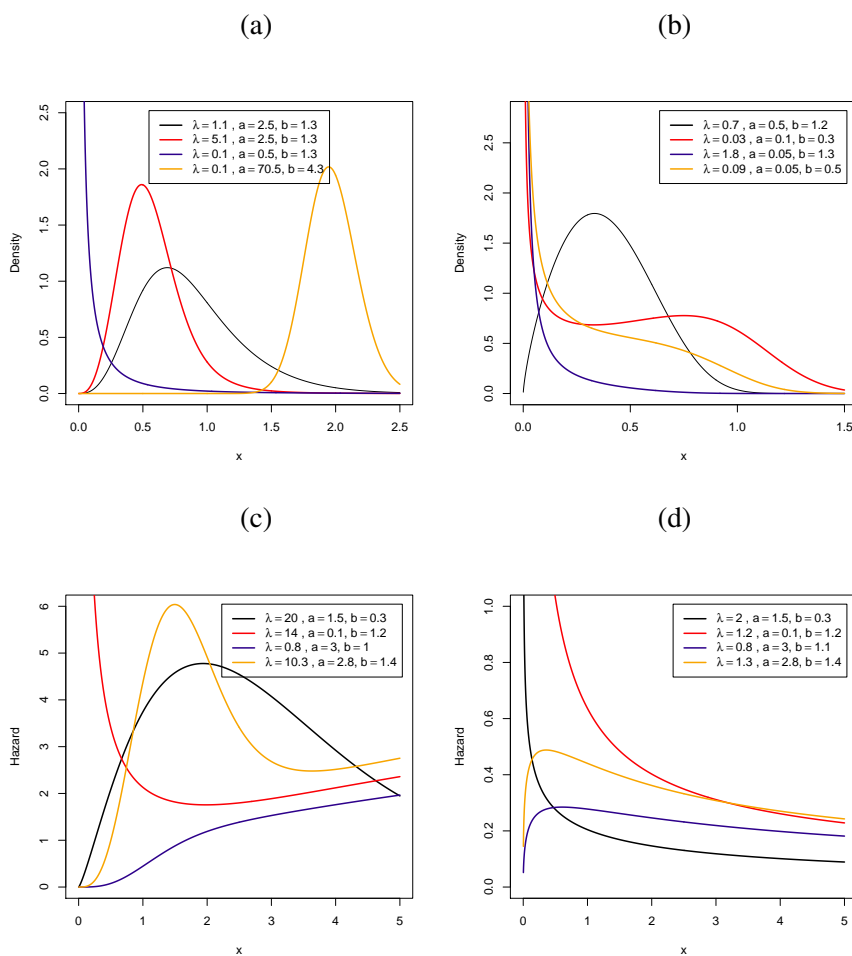 (a)
λ=1.1 , a=2.5, b=1.3
λ=5.1 , a=2.5, b=1.3
λ=0.1 , a=0.5, b=1.3
λ=0.1 , a=70.5, b=4.3
Density
0.0 0.5 1.0 1.5 2.0 2.5
0.0 0.5 1.0 1.5 2.0 2.5
x
(b)
λ=0.7 , a=0.5, b=1.2
λ=0.03 , a=0.1, b=0.3
λ=1.8 , a=0.05, b=1.3
λ=0.09 , a=0.05, b=0.5
Density
0.0 0.5 1.0 1.5 2.0 2.5
0.0 0.5 1.0 1.5
x
(c)
λ=20 , a=1.5, b=0.3
λ=14 , a=0.1, b=1.2
λ=0.8 , a=3, b=1
λ=10.3 , a=2.8, b=1.4
Hazard
0 1 2 3 4 5 6
0 1 2 3 4 5
x
(d)
λ=2 , a=1.5, b=0.3
λ=1.2 , a=0.1, b=1.2
λ=0.8 , a=3, b=1.1
λ=1.3 , a=2.8, b=1.4
Hazard
0.0 0.2 0.4 0.6 0.8 1.0
0 1 2 3 4 5
x